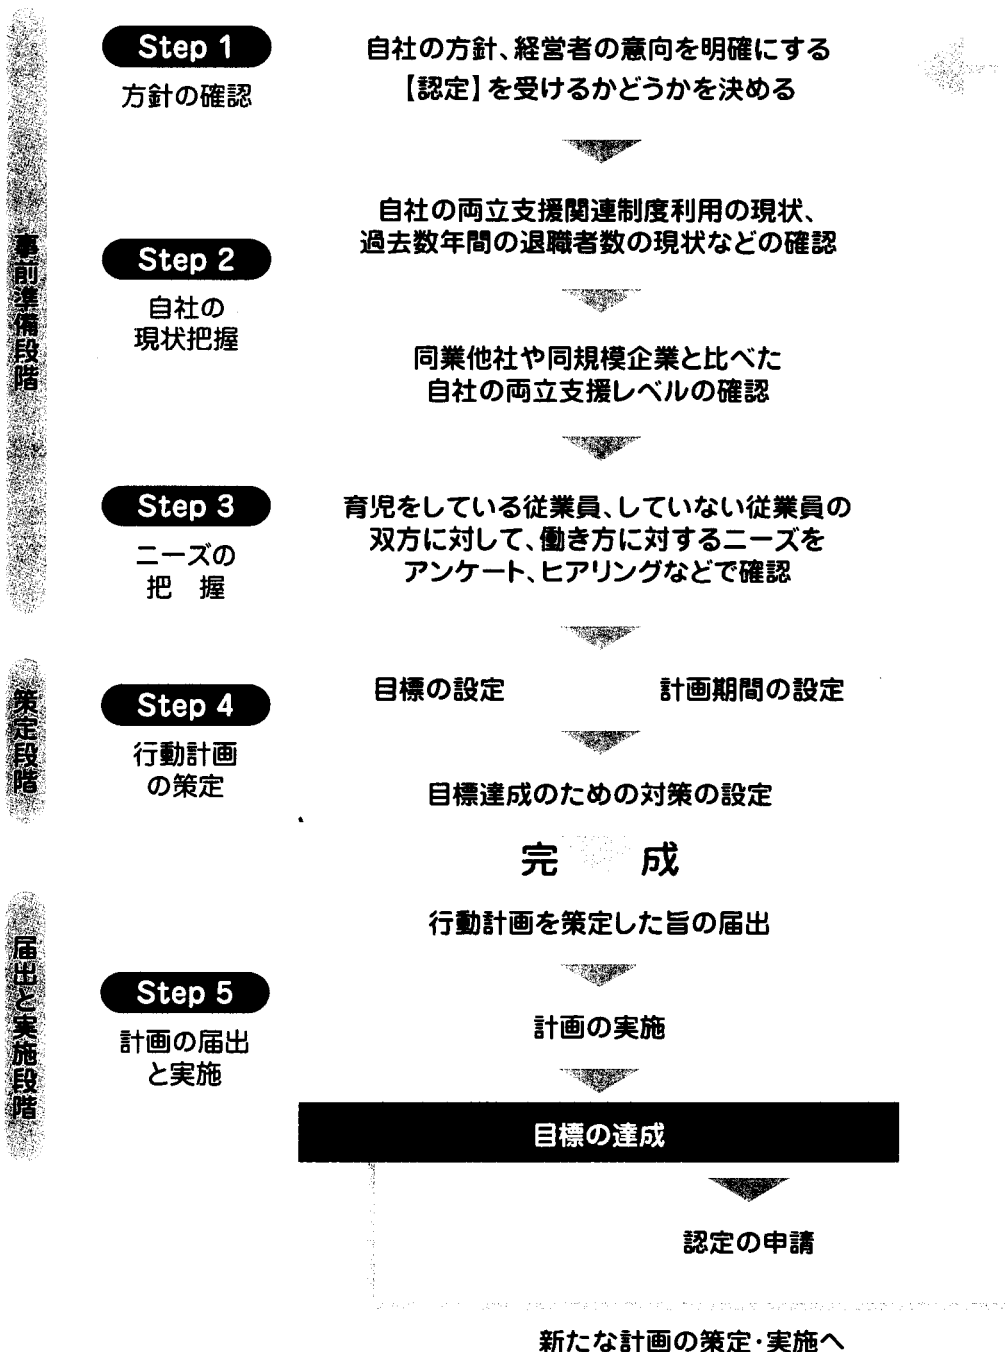 事前準備段階
Step 1
方針の確認
自社の方針、経営者の意向を明確にする
【認定】を受けるかどうかを決める
Step 2
自社の
現状把握
自社の両立支援関連制度利用の現状、
過去数年間の退職者数の現状などの確認
同業他社や同規模企業と比べた
自社の両立支援レベルの確認
Step 3
ニーズの
把　握
育児をしている従業員、していない従業員の
双方に対して、働き方に対するニーズを
アンケート、ヒアリングなどで確認
策定段階
Step 4
行動計画
の策定
目標の設定
計画期間の設定
目標達成のための対策の設定
完　成
届出と実施段階
Step 5
計画の届出
と実施
行動計画を策定した旨の届出
計画の実施
目標の達成
認定の申請
新たな計画の策定・実施へ